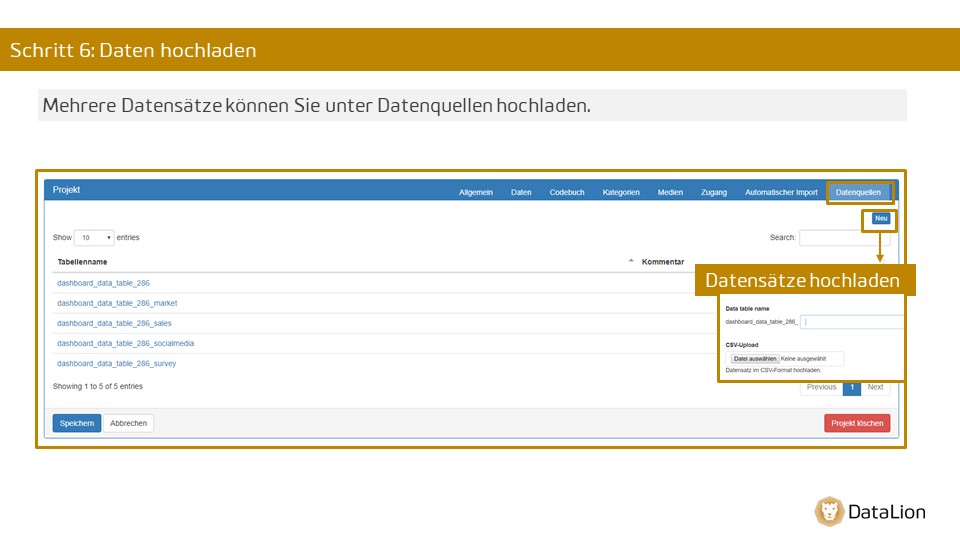 Schritt 6: Daten hochladen
Mehrere Datensätze können Sie unter Datenquellen hochladen.
Projekt Allgemein Daten Codebuch Kategorien Medien Zugang Automatischer Import Datenquellen
Neu
Show 10 entries Search:
Tabellenname Kommentar
Datensätze hochladen
dashboard_data_table_286
dashboard_data_table_286_market
dashboard_data_table_286_sales
dashboard_data_table_286_socialmedia
dashboard_data_table_286_survey
Data table name
dashboard_data_table_286_
CSV-Upload
Datei auswählen Keine ausgewählt
Datensatz im CSV-Format hochladen.
Showing 1 to 5 of 5 entries Previous 1 Next
Speichern Abbrechen Projekt löschen
DataLion